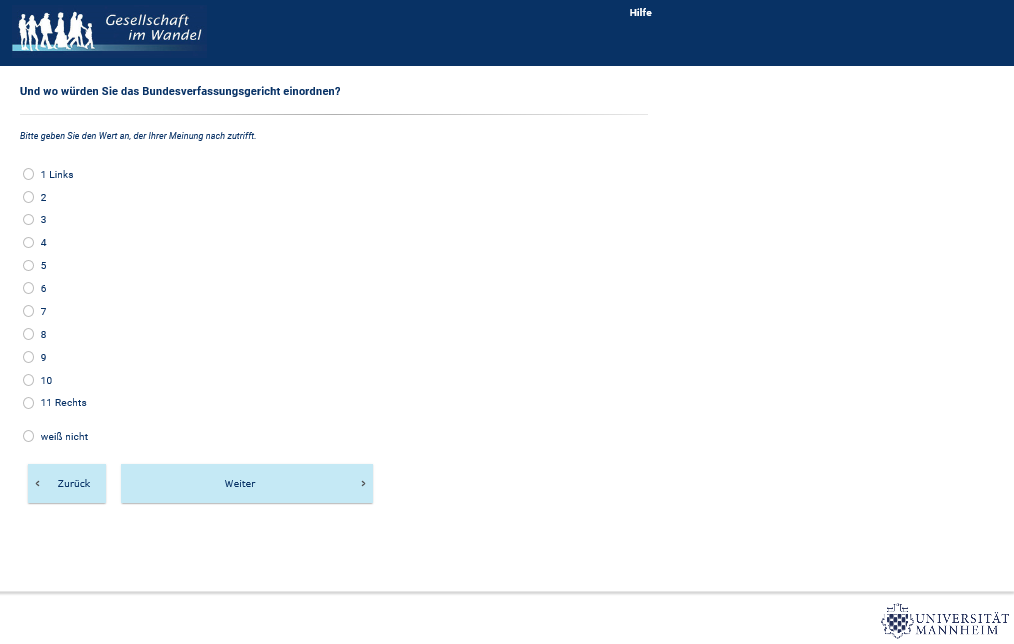 Gesellschaft
im Wandel
Hilfe
Und wo würden Sie das Bundesverfassungsgericht einordnen?
Bitte geben Sie den Wert an, der Ihrer Meinung nach zutrifft.
1 Links
2
3
4
5
6
7
8
9
10
11 Rechts
weiß nicht
‹ Zurück
Weiter ›
UNIVERSITÄT
MANNHEIM